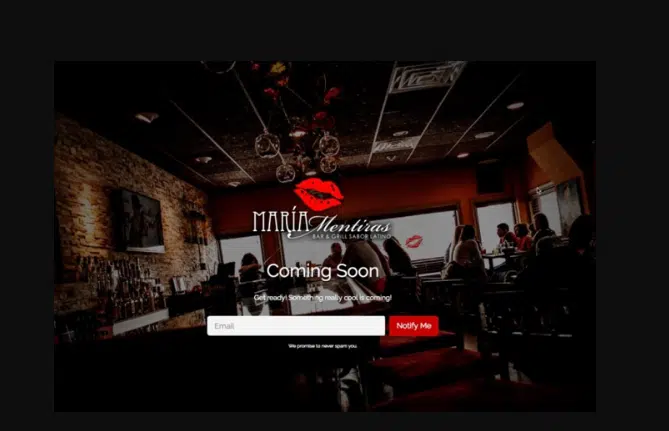 MARÍA Mentiras
BAR & GRILL SABOR LATINO
Coming Soon
Get ready! Something really cool is coming!
Email
Notify Me
We promise to never spam you.